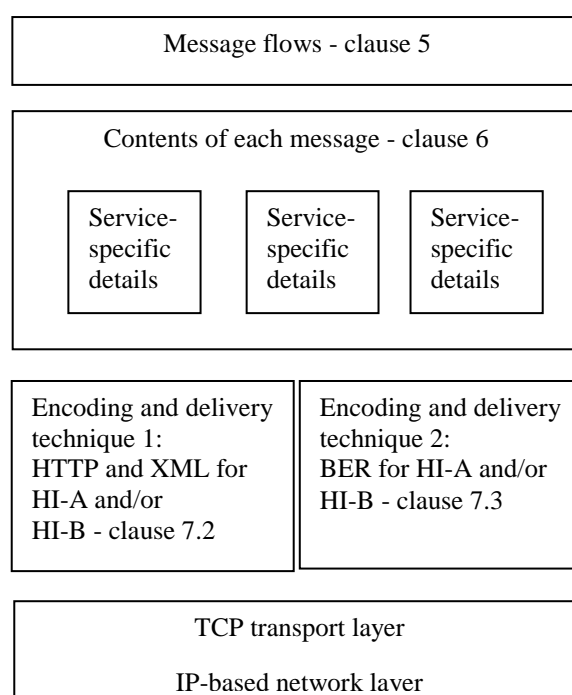 Message flows - clause 5
Contents of each message - clause 6
Service-
specific
details
Service-
specific
details
Service-
specific
details
Encoding and delivery
technique 1:
HTTP and XML for
HI-A and/or
HI-B - clause 7.2
Encoding and delivery
technique 2:
BER for HI-A and/or
HI-B - clause 7.3
TCP transport layer
IP-based network layer